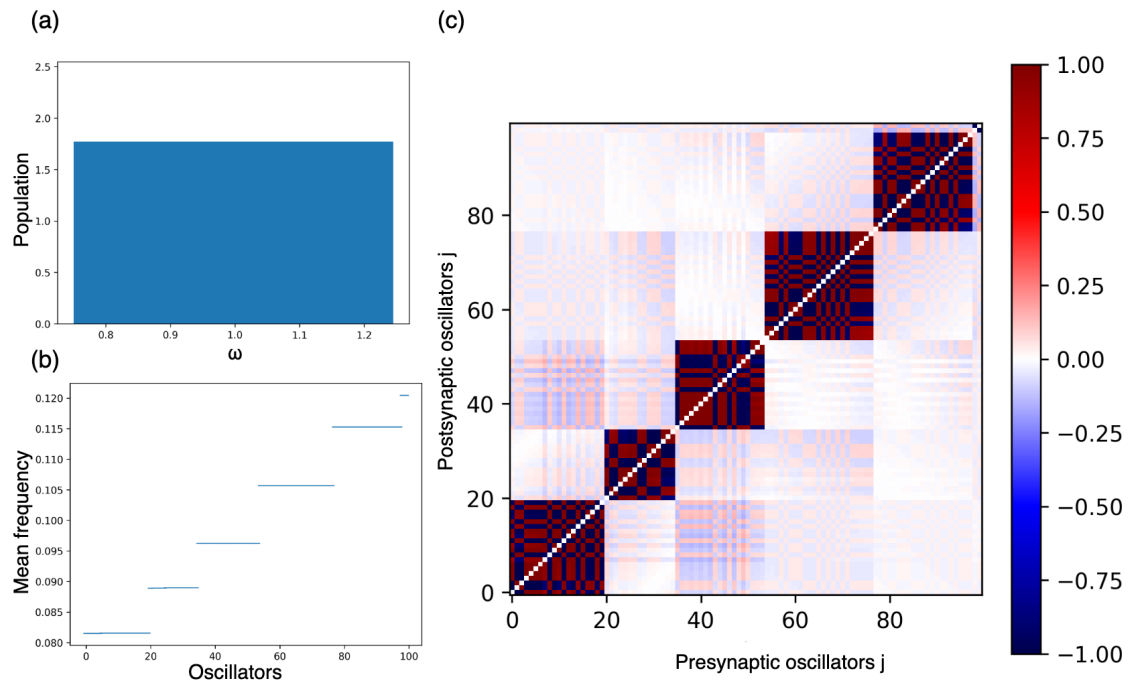 (a)
Population
2.5
2.0
1.5
1.0
0.5
0.0
0.8 0.9 1.0 1.1 1.2
ω
(b)
Mean frequency
0.120
0.115
0.110
0.105
0.100
0.095
0.090
0.085
0.080
0 20 40 60 80 100
Oscillators
(c)
Postsynaptic oscillators j
80
60
40
20
0
0 20 40 60 80
Presynaptic oscillators j
1.00
0.75
0.50
0.25
0.00
−0.25
−0.50
−0.75
−1.00